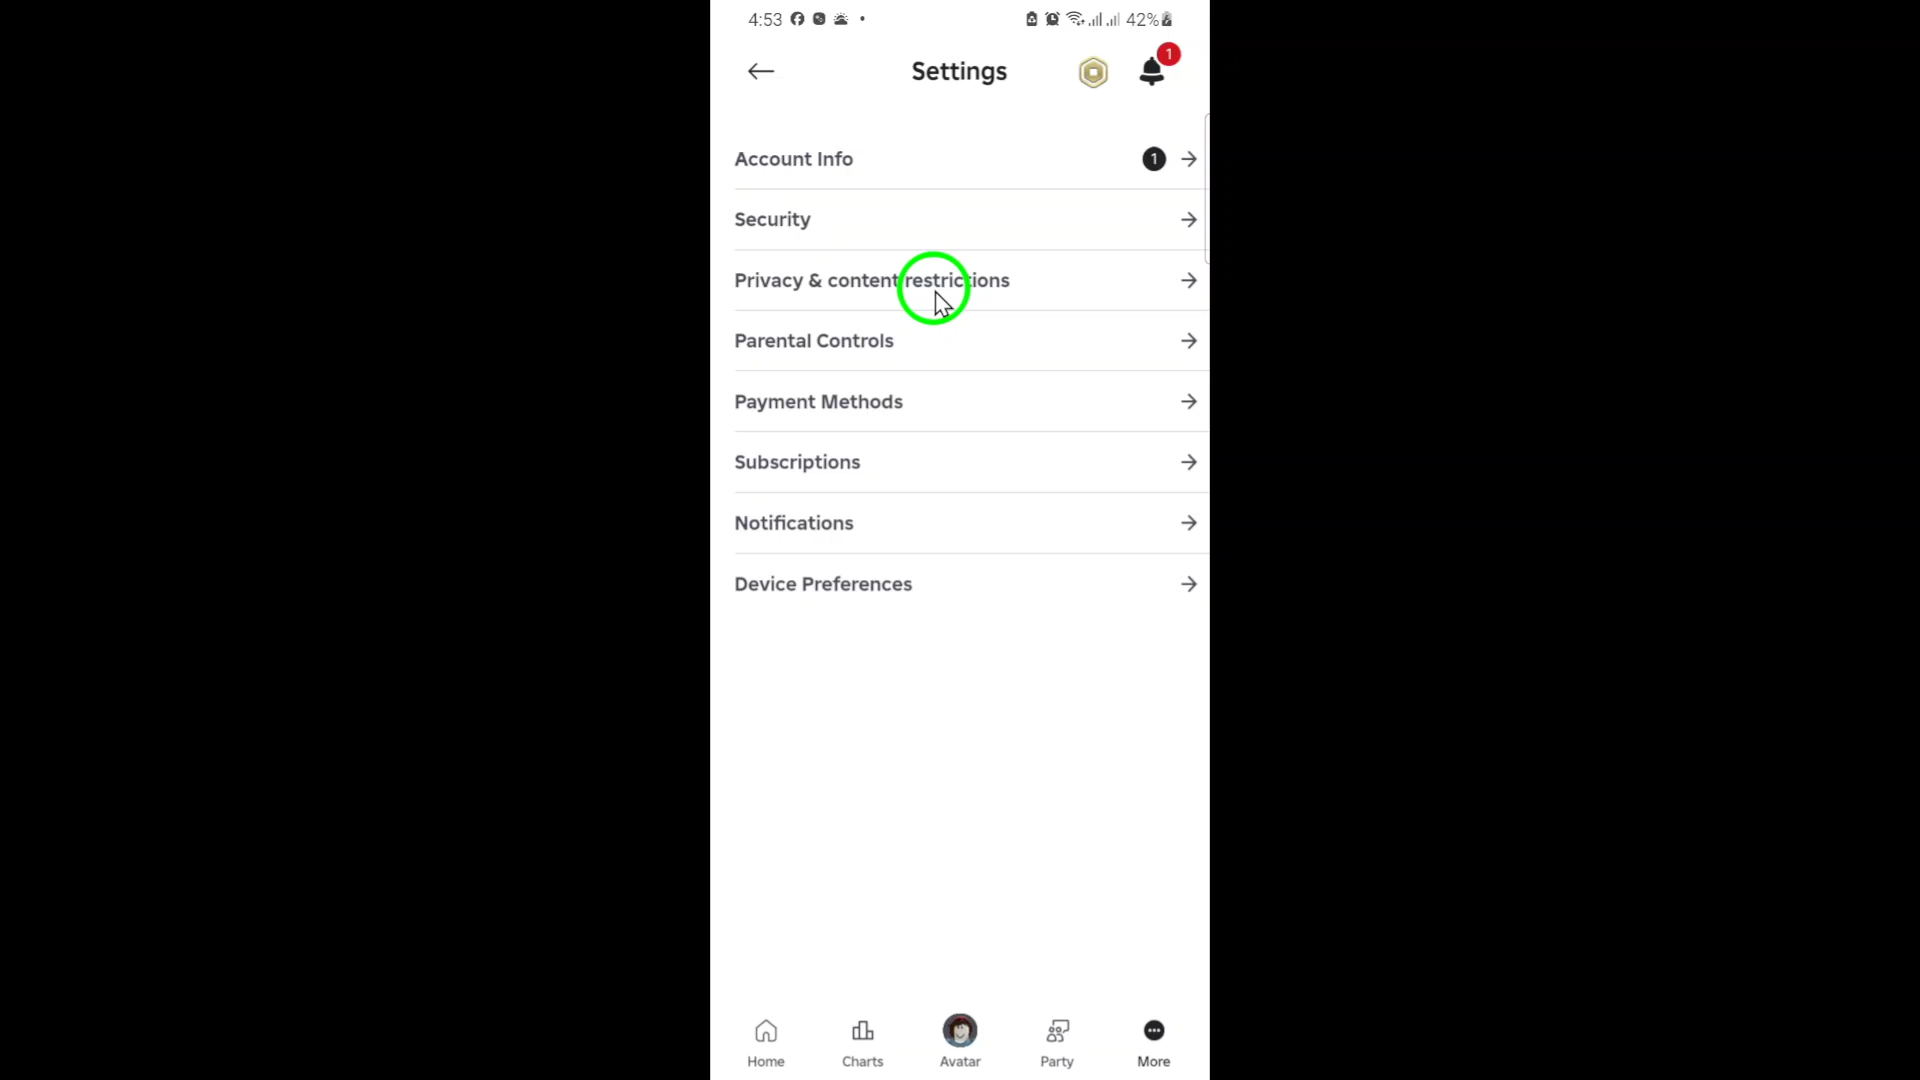 4:53
42%
1
Settings
Account Info
1
Security
Privacy & content restrictions
Parental Controls
Payment Methods
Subscriptions
Notifications
Device Preferences
Home
Charts
Avatar
Party
More